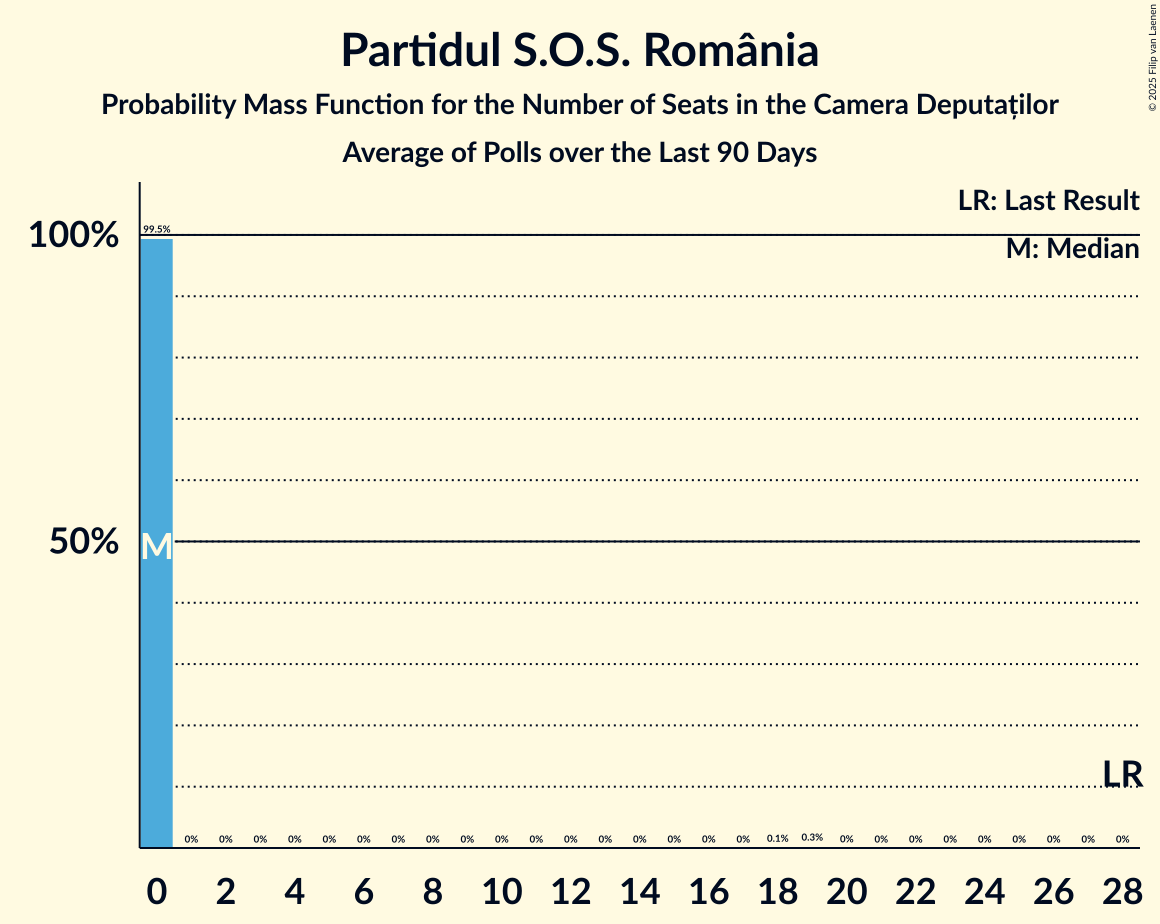 Partidul S.O.S. România
Probability Mass Function for the Number of Seats in the Camera Deputaților
Average of Polls over the Last 90 Days
© 2025 Filip van Laenen
LR: Last Result
M: Median
100%
99.5%
50%
M
LR
0% 0% 0% 0% 0% 0% 0% 0% 0% 0% 0% 0% 0% 0% 0% 0% 0% 0.1% 0.3% 0% 0% 0% 0% 0% 0% 0% 0% 0%
0 2 4 6 8 10 12 14 16 18 20 22 24 26 28